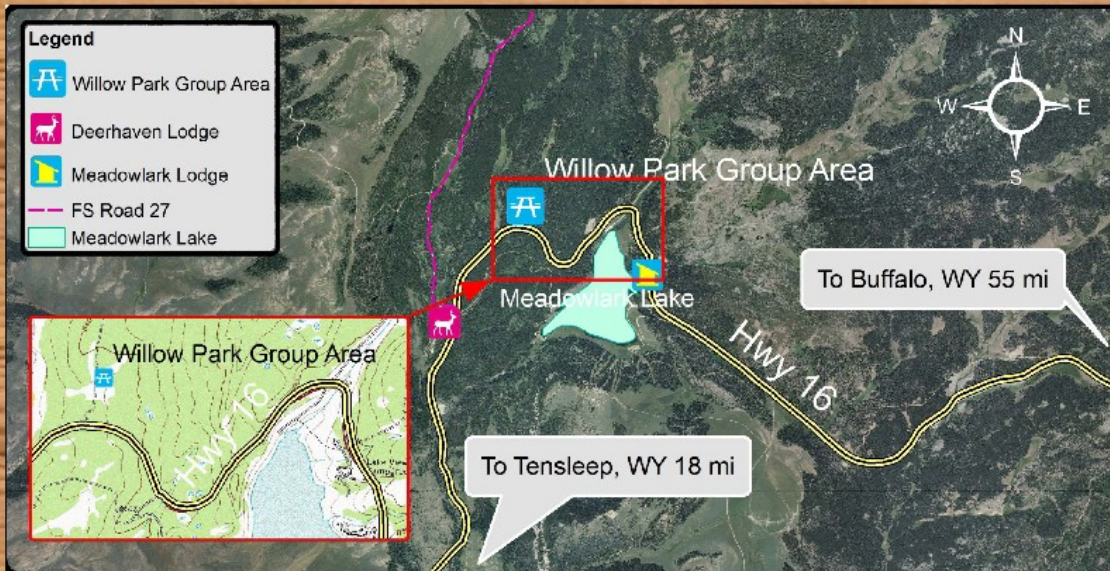 Legend
Willow Park Group Area
Deerhaven Lodge
Meadowlark Lodge
FS Road 27
Meadowlark Lake
N
W
E
S
Willow Park Group Area
To Buffalo, WY 55 mi
Meadowlark Lake
Hwy 16
Willow Park Group Area
Hwy 16
To Tensleep, WY 18 mi